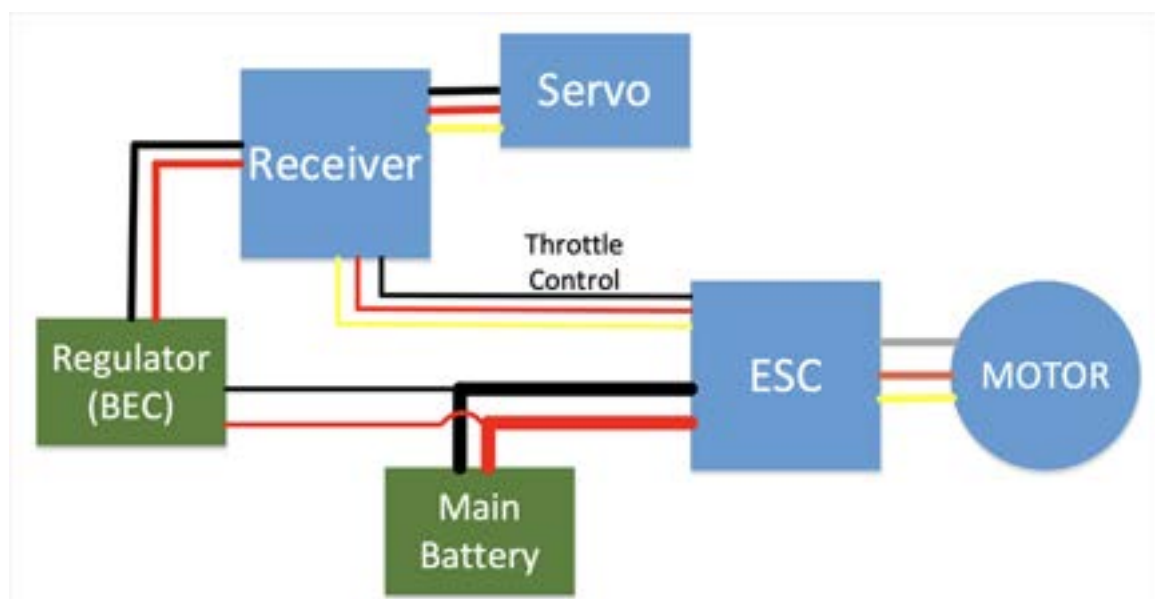 Servo
Receiver
Throttle
Control
Regulator
(BEC)
ESC
MOTOR
Main
Battery